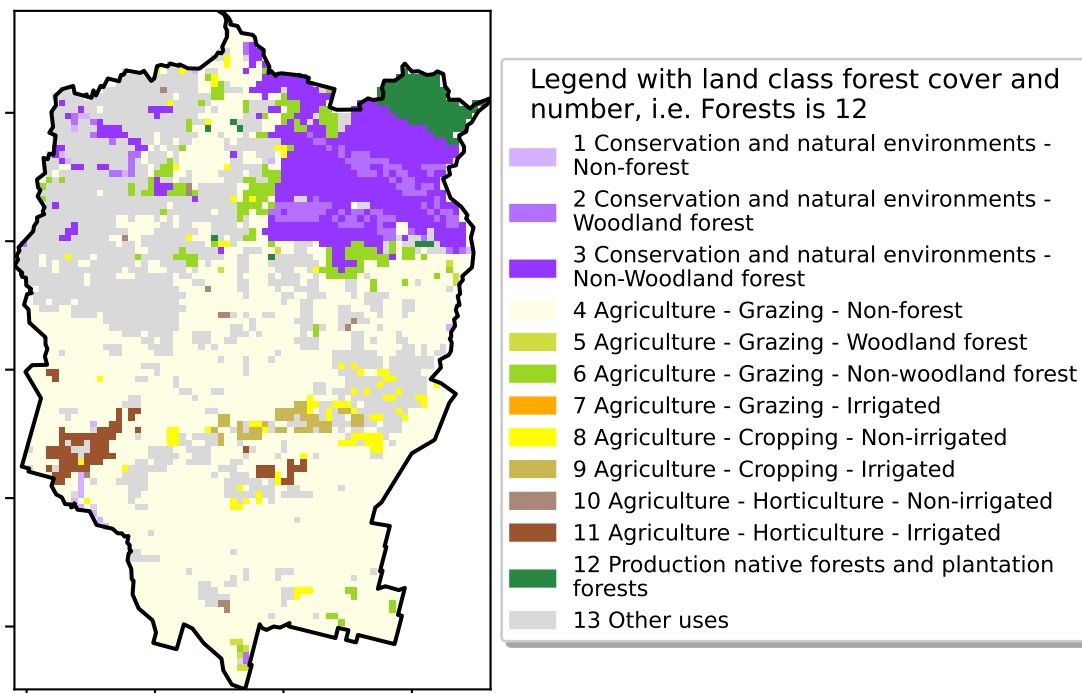 Legend with land class forest cover and
number, i.e. Forests is 12
1 Conservation and natural environments -
Non-forest
2 Conservation and natural environments -
Woodland forest
3 Conservation and natural environments -
Non-Woodland forest
4 Agriculture - Grazing - Non-forest
5 Agriculture - Grazing - Woodland forest
6 Agriculture - Grazing - Non-woodland forest
7 Agriculture - Grazing - Irrigated
8 Agriculture - Cropping - Non-irrigated
9 Agriculture - Cropping - Irrigated
10 Agriculture - Horticulture - Non-irrigated
11 Agriculture - Horticulture - Irrigated
12 Production native forests and plantation
forests
13 Other uses